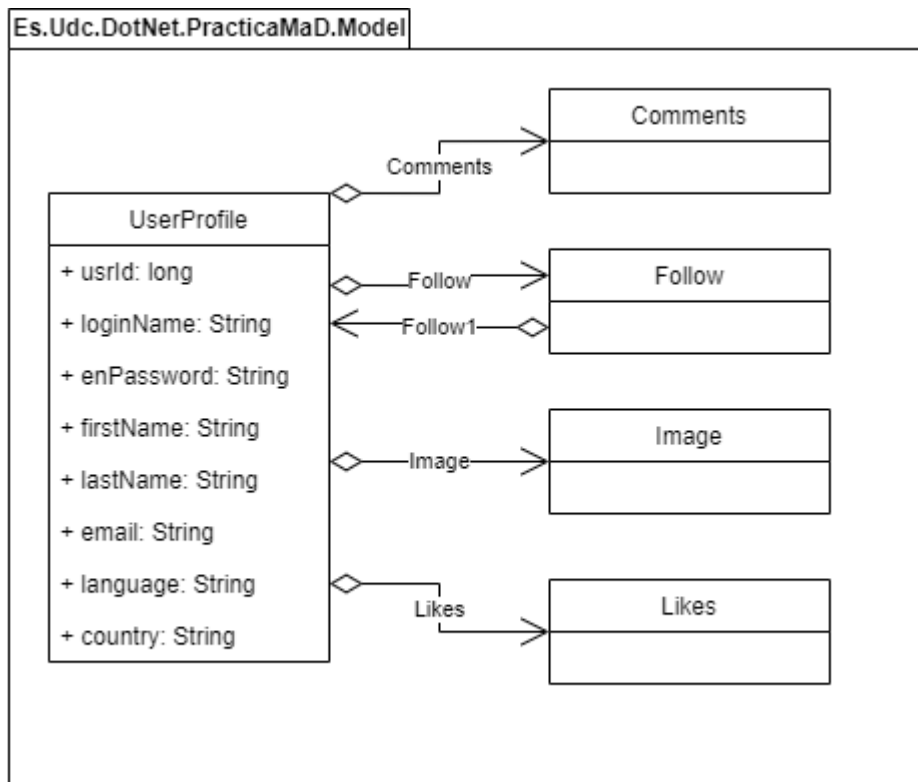 Es.Udc.DotNet.PracticaMaD.Model
Comments
Comments
UserProfile
+ usrId: long
+ loginName: String
+ enPassword: String
+ firstName: String
+ lastName: String
+ email: String
+ language: String
+ country: String
Follow
Follow
Follow1
Image
Image
Likes
Likes